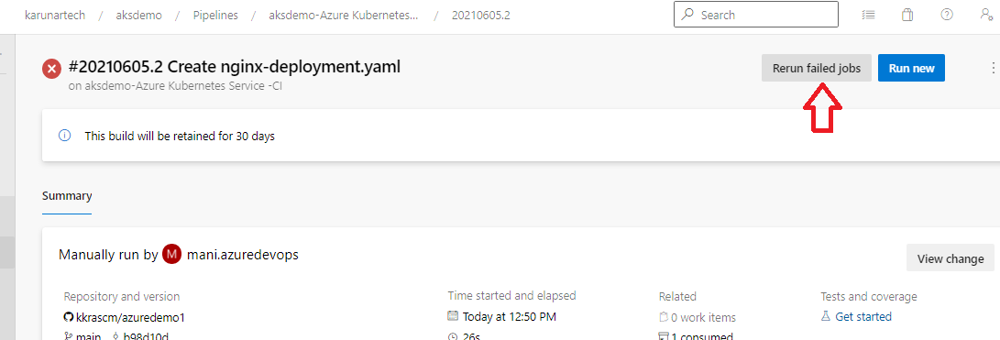 karunartech / aksdemo / Pipelines / aksdemo-Azure Kubernetes... / 20210605.2
Search
#20210605.2 Create nginx-deployment.yaml
on aksdemo-Azure Kubernetes Service -CI
Rerun failed jobs
Run new
This build will be retained for 30 days
Summary
Manually run by M mani.azuredevops
View change
Repository and version
Time started and elapsed
Related
Tests and coverage
kkrascm/azuredemo1
Today at 12:50 PM
0 work items
Get started
main b98d10d
26s
1 consumed